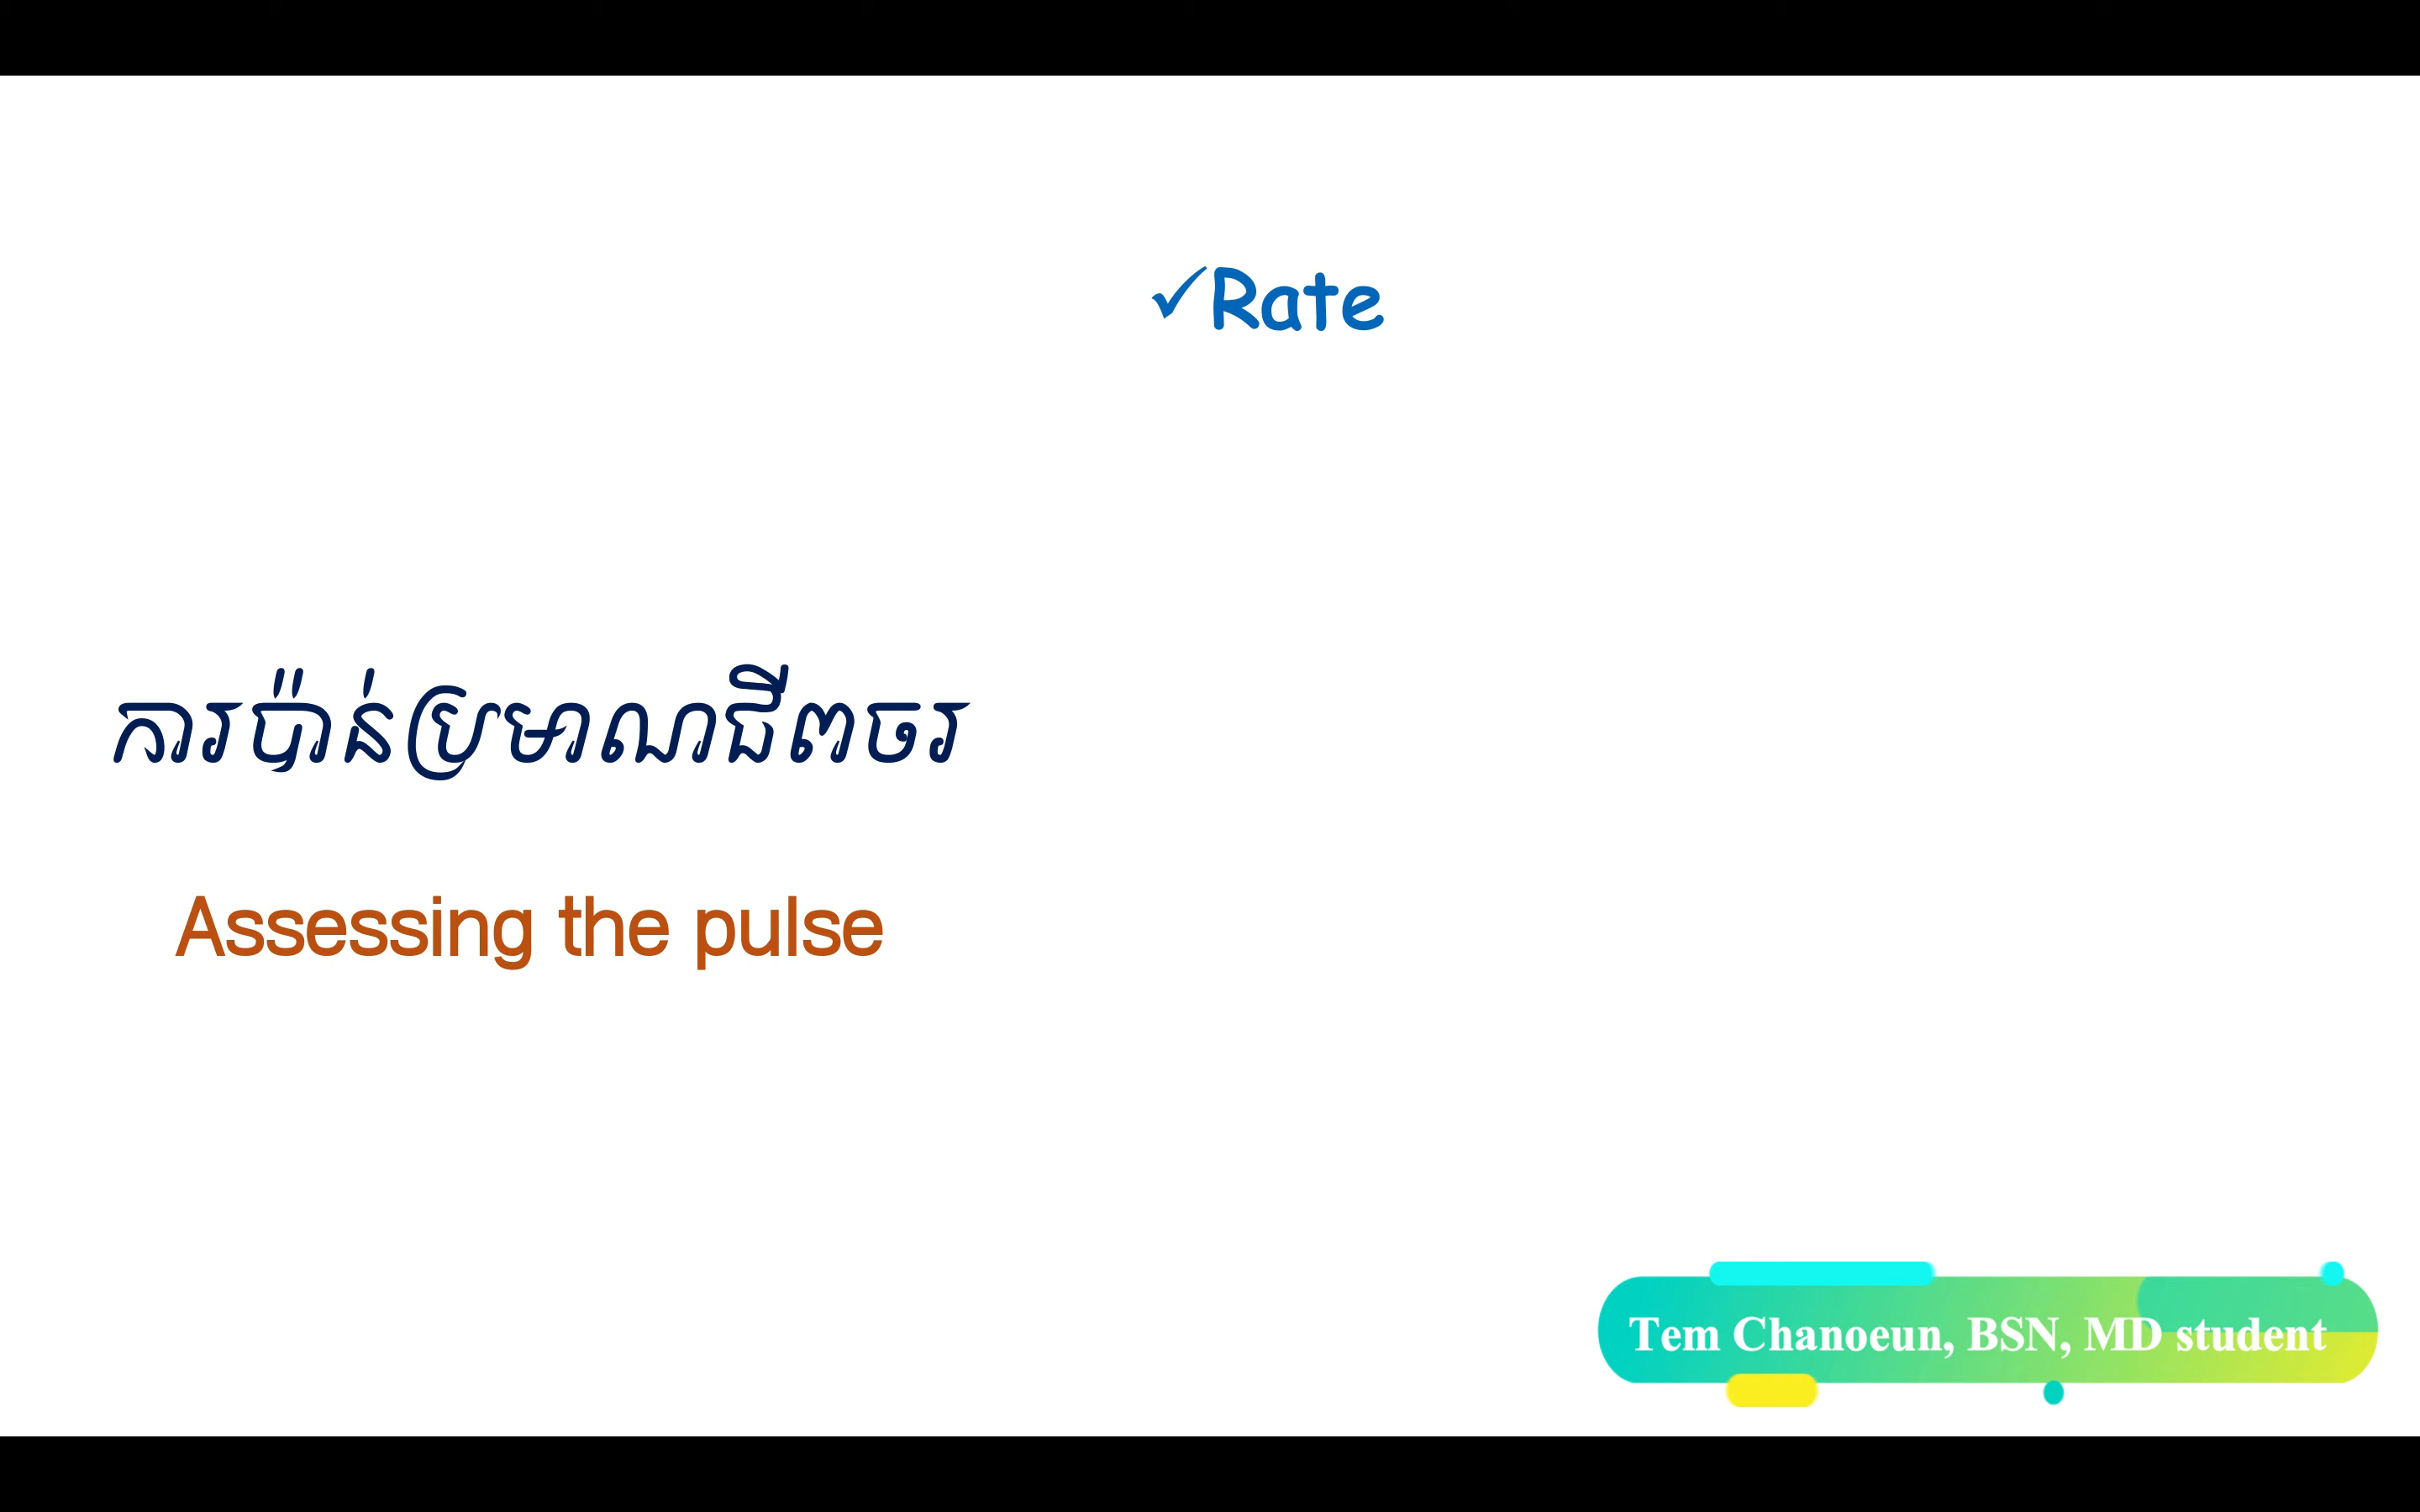 ✓Rate
ការប៉ាន់ប្រមាណជីពចរ
Assessing the pulse
Tem Chanoeun, BSN, MD student